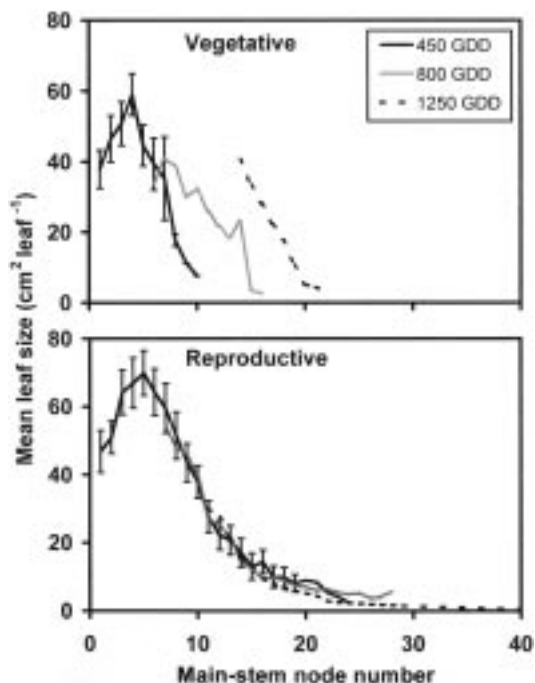 80
60
40
20
0
Vegetative
450 GDD
800 GDD
1250 GDD
Mean leaf size (cm² leaf⁻¹)
80
60
40
20
0
Reproductive
0 10 20 30 40
Main-stem node number